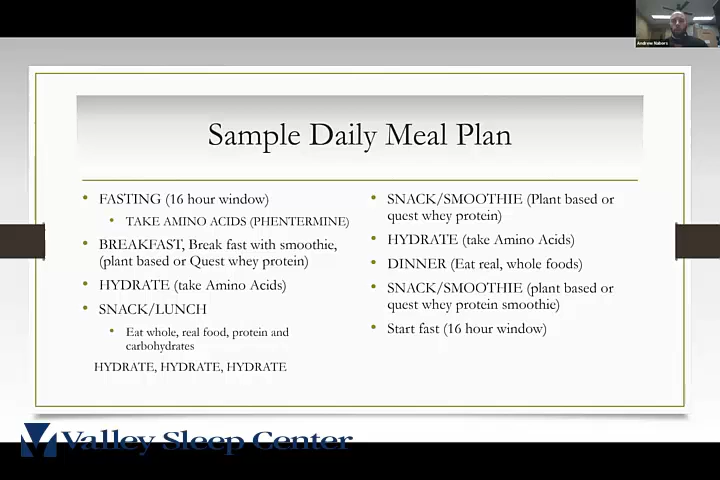 Andrew Nabors
Sample Daily Meal Plan
• FASTING (16 hour window)
• TAKE AMINO ACIDS (PHENTERMINE)
• BREAKFAST, Break fast with smoothie,
(plant based or Quest whey protein)
• HYDRATE (take Amino Acids)
• SNACK/LUNCH
• Eat whole, real food, protein and
carbohydrates
HYDRATE, HYDRATE, HYDRATE
• SNACK/SMOOTHIE (Plant based or
quest whey protein)
• HYDRATE (take Amino Acids)
• DINNER (Eat real, whole foods)
• SNACK/SMOOTHIE (plant based or
quest whey protein smoothie)
• Start fast (16 hour window)
Valley Sleep Center